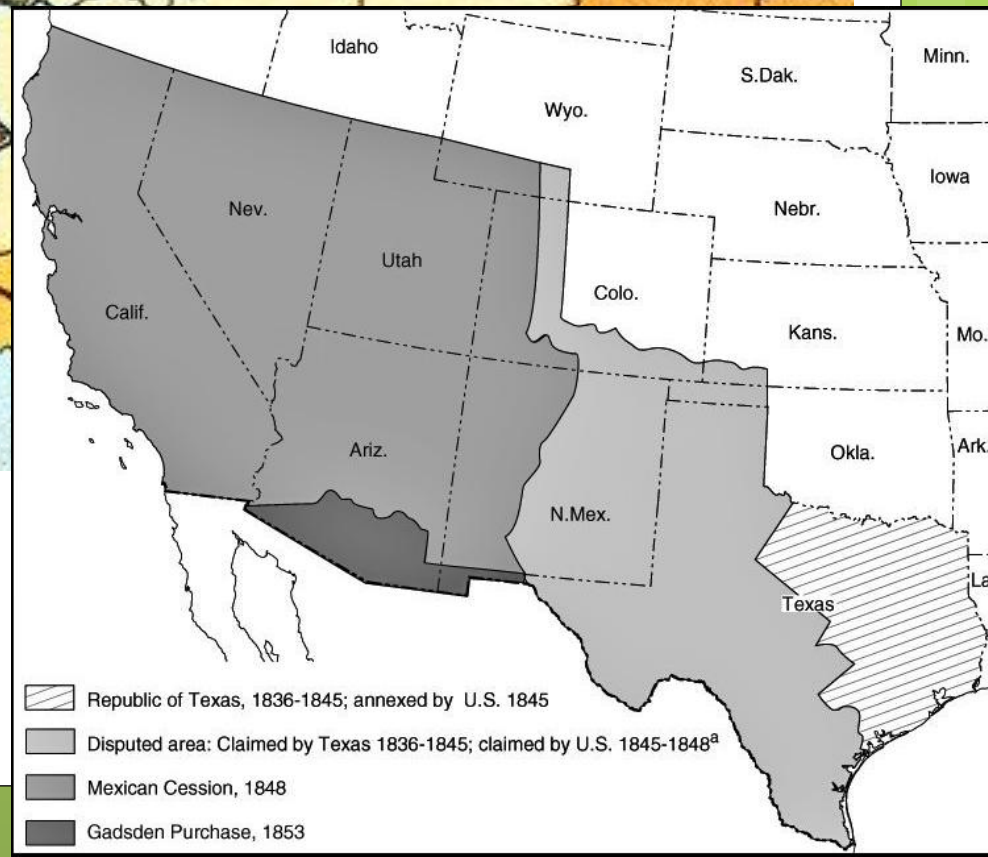 Idaho
Minn.
S.Dak.
Wyo.
Iowa
Nebr.
Nev.
Utah
Colo.
Calif.
Kans.
Mo.
Ariz.
Okla.
Ark.
N.Mex.
La
Texas
Republic of Texas, 1836-1845; annexed by U.S. 1845
Disputed area: Claimed by Texas 1836-1845; claimed by U.S. 1845-1848ª
Mexican Cession, 1848
Gadsden Purchase, 1853